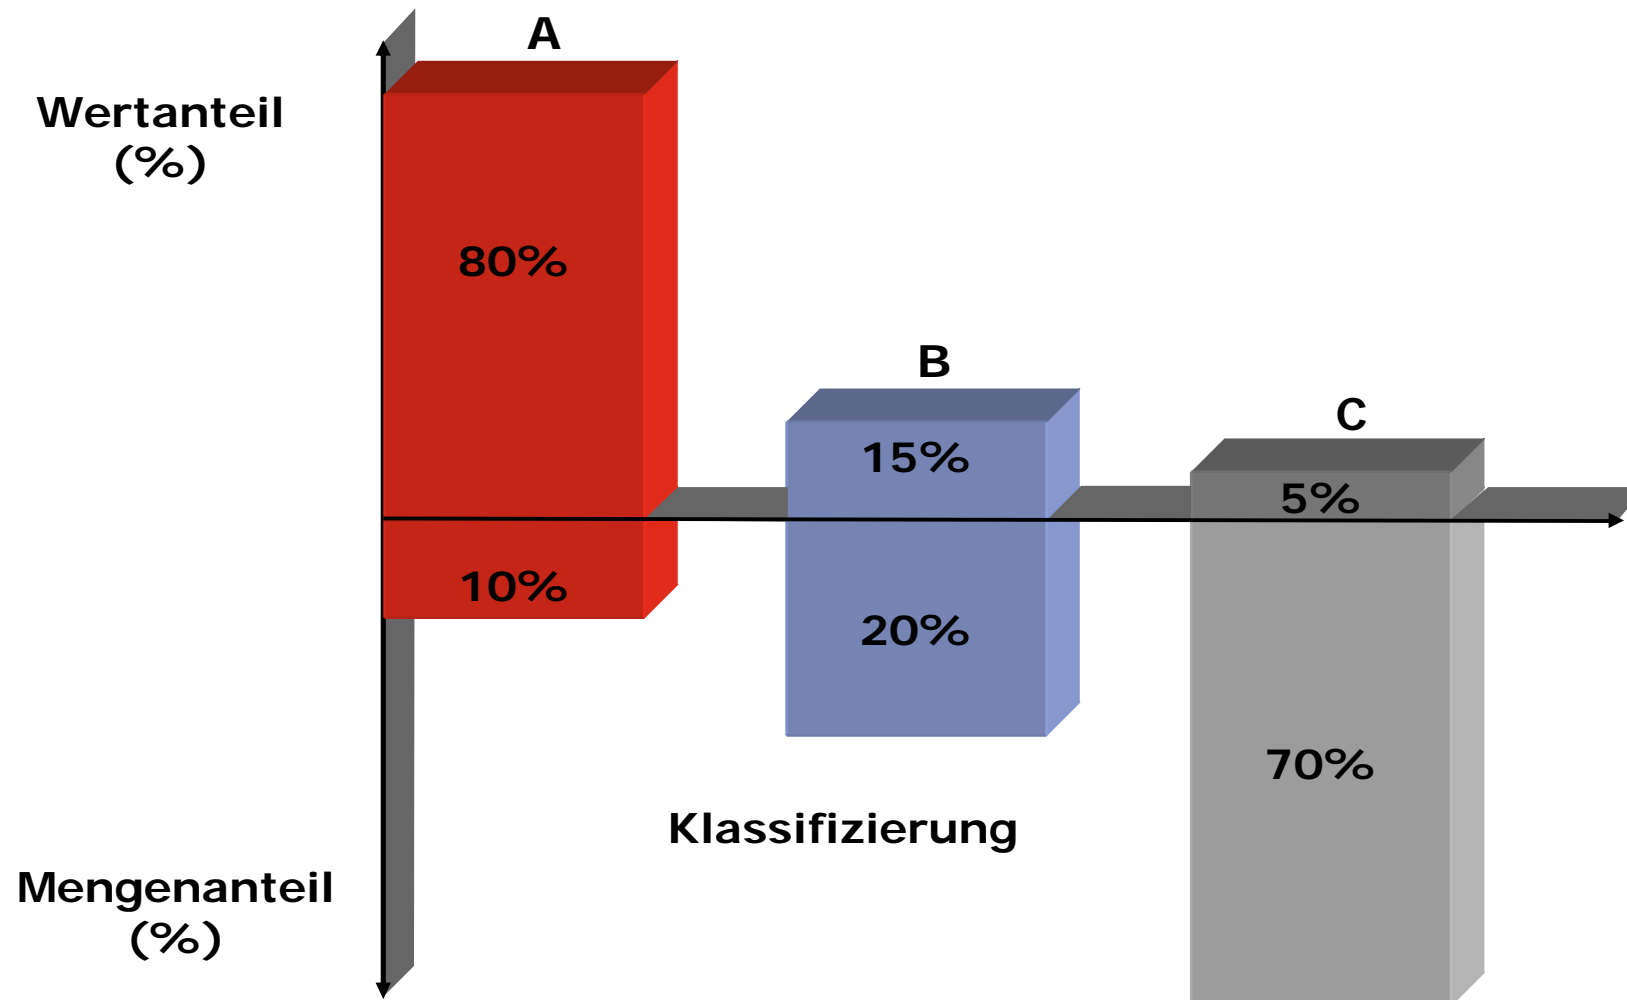 A
Wertanteil
(%)
80%
B
C
15%
5%
10%
20%
70%
Klassifizierung
Mengenanteil
(%)